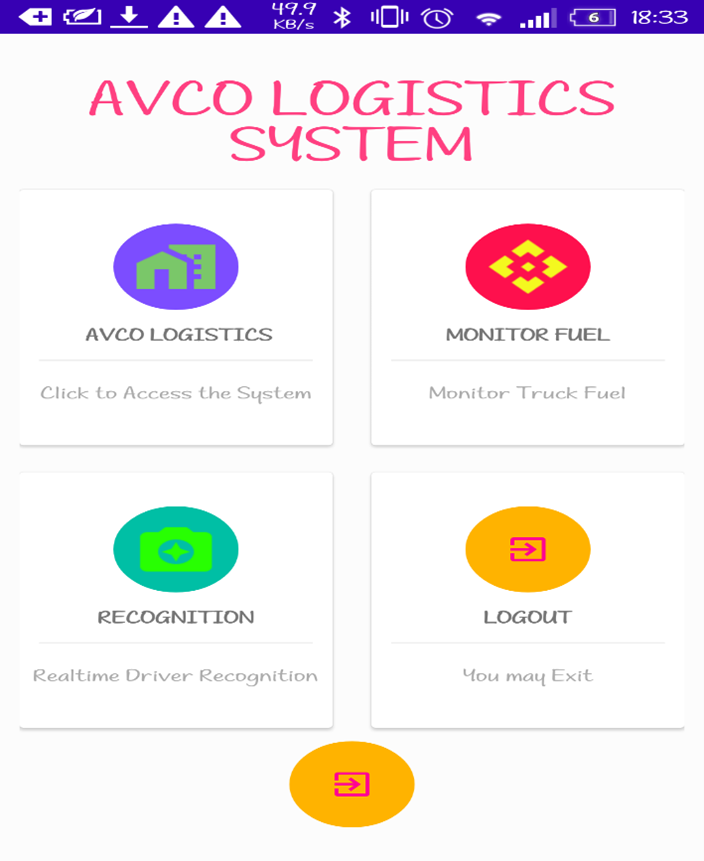 49.9
KB/s
6
18:33
AVCO LOGISTICS
SYSTEM
AVCO LOGISTICS
MONITOR FUEL
Click to Access the System
Monitor Truck Fuel
RECOGNITION
LOGOUT
Realtime Driver Recognition
You may Exit